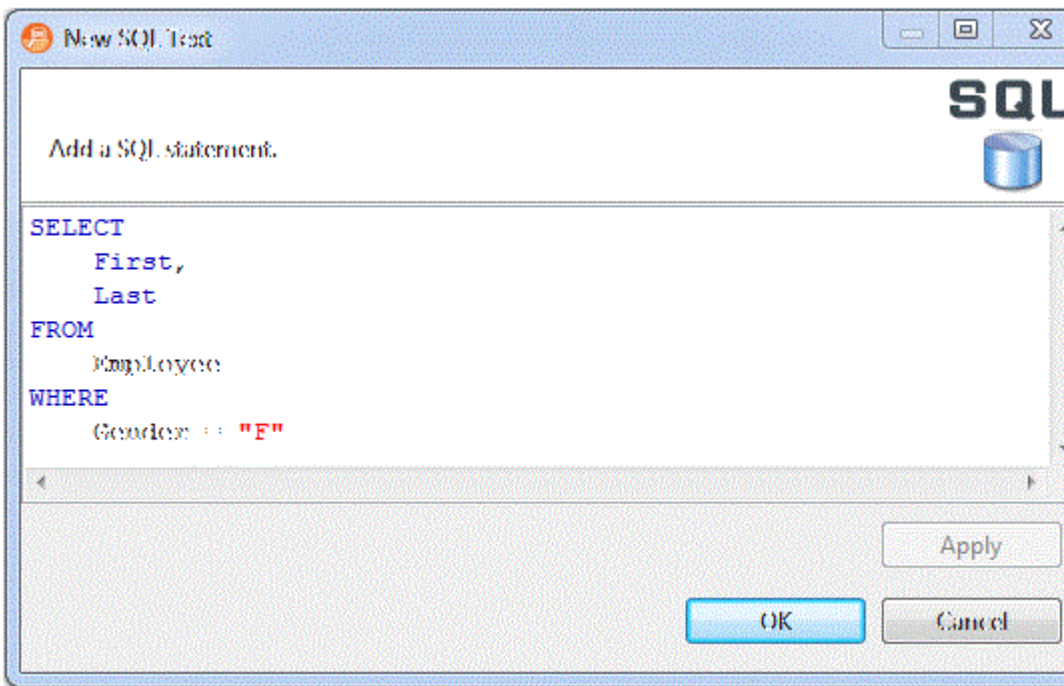 New SQL Text
SQL
Add a SQL statement.
SELECT
First,
Last
FROM
Employee
WHERE
Gender = "F"
Apply
OK
Cancel